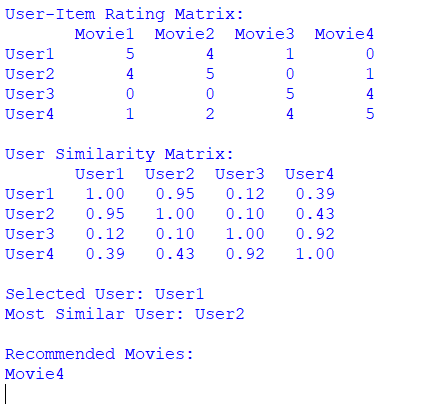 User-Item Rating Matrix:
Movie1 Movie2 Movie3 Movie4
User1 5 4 1 0
User2 4 5 0 1
User3 0 0 5 4
User4 1 2 4 5
User Similarity Matrix:
User1 User2 User3 User4
User1 1.00 0.95 0.12 0.39
User2 0.95 1.00 0.10 0.43
User3 0.12 0.10 1.00 0.92
User4 0.39 0.43 0.92 1.00
Selected User: User1
Most Similar User: User2
Recommended Movies:
Movie4